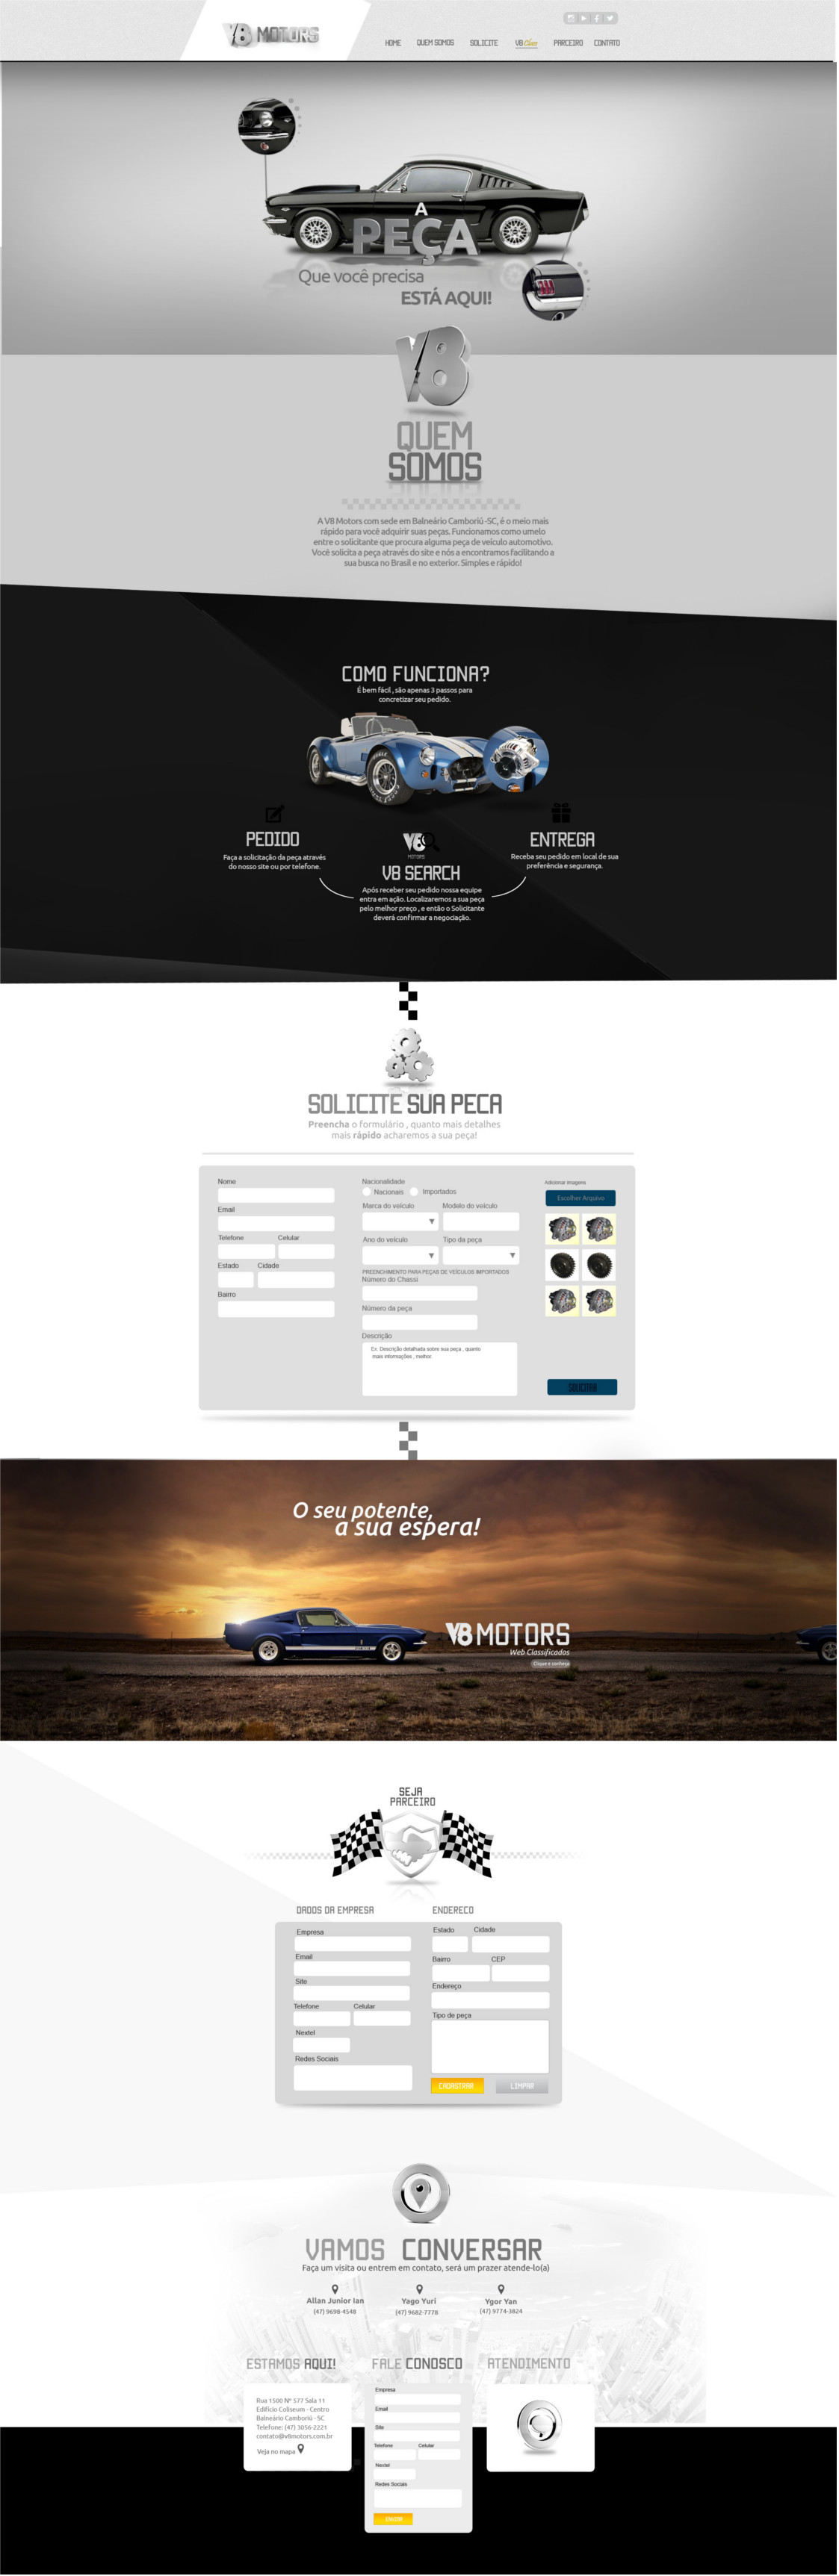 V8 MOTORS
HOME QUEM SOMOS SOLICITE V8 Class PARCEIRO CONTATO
A
PEÇA
Que você precisa
ESTÁ AQUI!
V8
QUEM
SOMOS
A V8 Motors com sede em Balneário Camboriú -SC, é o meio mais
rápido para você adquirir suas peças. Funcionamos como umelo
entre o solicitante que procura alguma peça de veículo automotivo.
Você solicita a peça através do site e nós a encontramos facilitando a
sua busca no Brasil e no exterior. Simples e rápido!
COMO FUNCIONA?
É bem fácil , são apenas 3 passos para
concretizar seu pedido.
PEDIDO
Faça a solicitação da peça através
do nosso site ou por telefone.
V8
MOTORS
V8 SEARCH
Após receber seu pedido nossa equipe
entra em ação. Localizaremos a sua peça
pelo melhor preço , e então o Solicitante
deverá confirmar a negociação.
ENTREGA
Receba seu pedido em local de sua
preferência e segurança.
SOLICITE SUA PECA
Preencha o formulário , quanto mais detalhes
mais rápido acharemos a sua peça!
Nome
Email
Telefone Celular
Estado Cidade
Bairro
Nacionalidade
Nacionais Importados
Marca do veículo Modelo do veículo
Ano do veículo Tipo da peça
PREENCHIMENTO PARA PEÇAS DE VEÍCULOS IMPORTADOS
Número do Chassi
Número da peça
Descrição
Ex: Descrição detalhada sobre sua peça , quanto
mais informações , melhor.
Adicionar imagens
Escolher Arquivo
SOLICITAR
O seu potente,
a sua espera!
V8 MOTORS
Web Classificados
Clique e conheça
SEJA
PARCEIRO
DADOS DA EMPRESA
Empresa
Email
Site
Telefone Celular
Nextel
Redes Sociais
ENDERECO
Estado Cidade
Bairro CEP
Endereço
Tipo de peça
CADASTRAR LIMPAR
VAMOS CONVERSAR
Faça um visita ou entrem em contato, será um prazer atende-lo(a)
Allan Junior Ian
(47) 9698-4548
Yago Yuri
(47) 9682-7778
Ygor Yan
(47) 9774-3824
ESTAMOS AQUI!
Rua 1500 Nº 577 Sala 11
Edifício Coliseum - Centro
Balneário Camboriú - SC
Telefone: (47) 3056-2221
contato@v8motors.com.br
Veja no mapa
FALE CONOSCO
Empresa
Email
Site
Telefone Celular
Nextel
Redes Sociais
ENVIAR
ATENDIMENTO